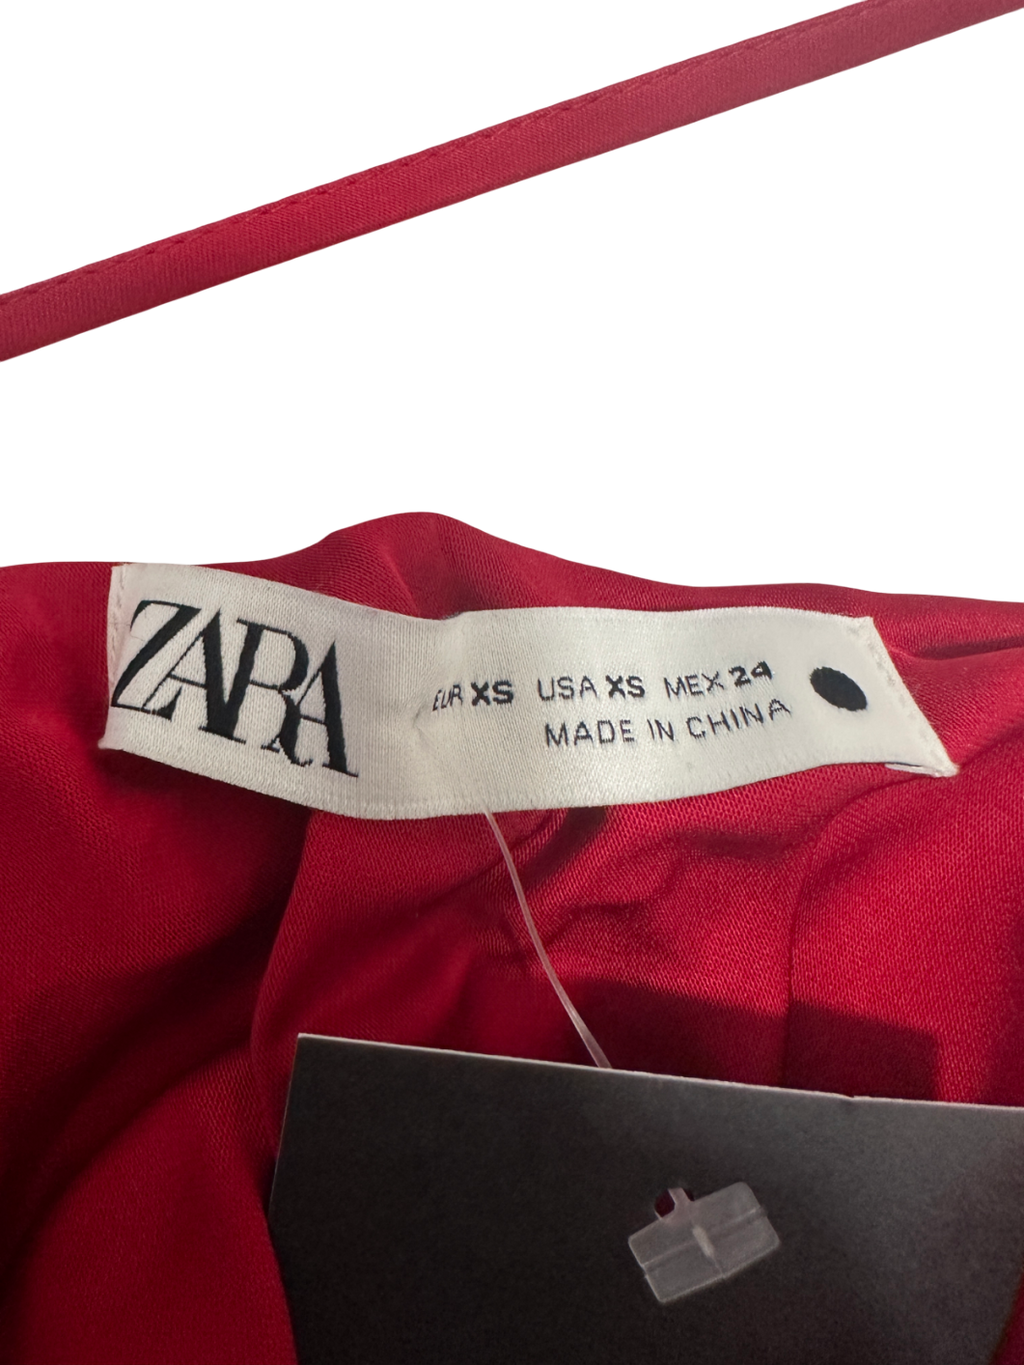 ZARA
EUR XS USA XS MEX 24
MADE IN CHINA